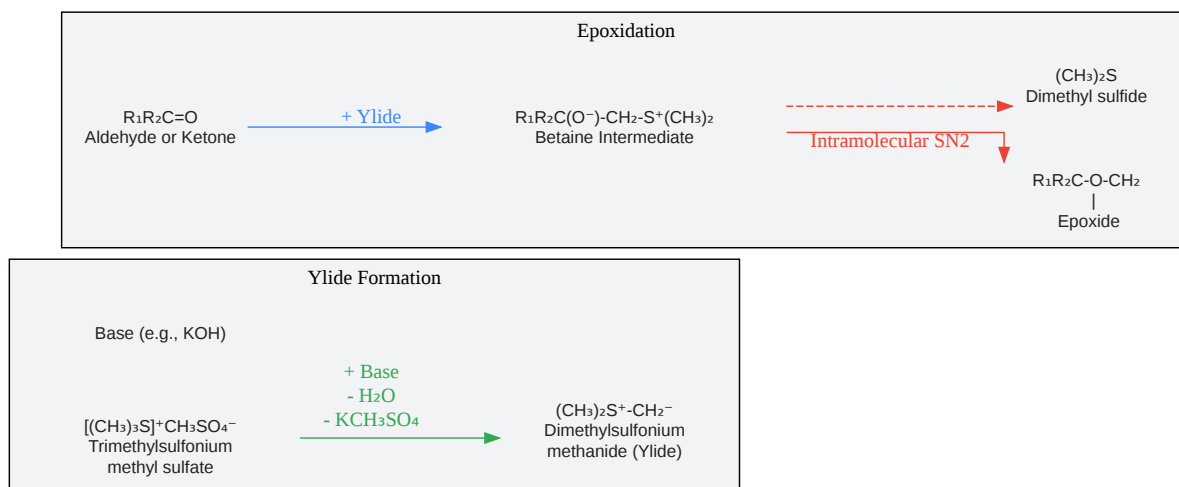 Epoxidation
R₁R₂C=O
Aldehyde or Ketone
+ Ylide
R₁R₂C(O⁻)-CH₂-S⁺(CH₃)₂
Betaine Intermediate
Intramolecular SN2
(CH₃)₂S
Dimethyl sulfide
R₁R₂C-O-CH₂
|
Epoxide
Ylide Formation
Base (e.g., KOH)
[(CH₃)₃S]⁺CH₃SO₄⁻
Trimethylsulfonium
methyl sulfate
+ Base
- H₂O
- KCH₃SO₄
(CH₃)₂S⁺-CH₂⁻
Dimethylsulfonium
methanide (Ylide)